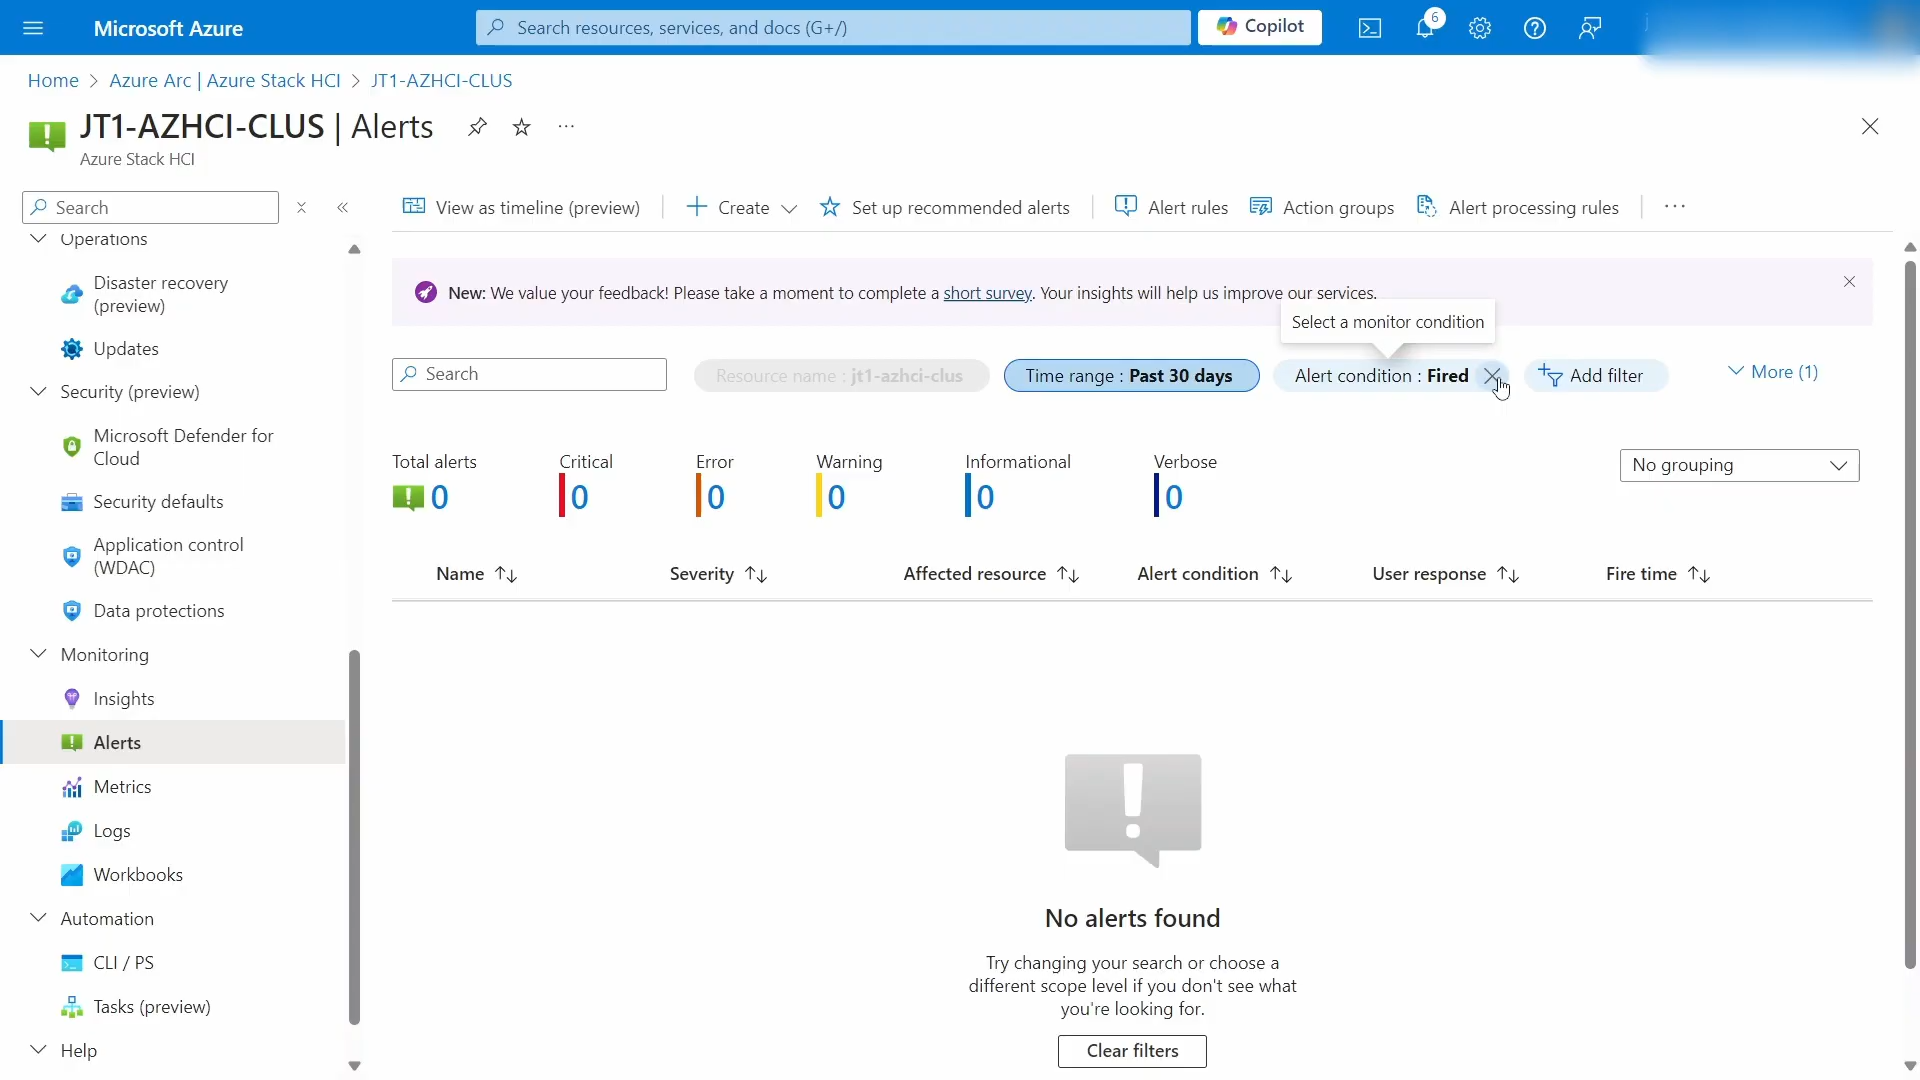 Microsoft Azure
Search resources, services, and docs (G+/)
Copilot
6
Home > Azure Arc | Azure Stack HCI > JT1-AZHCI-CLUS
JT1-AZHCI-CLUS | Alerts
Azure Stack HCI
Search
Operations
Disaster recovery
(preview)
Updates
Security (preview)
Microsoft Defender for
Cloud
Security defaults
Application control
(WDAC)
Data protections
Monitoring
Insights
Alerts
Metrics
Logs
Workbooks
Automation
CLI / PS
Tasks (preview)
Help
View as timeline (preview)
Create
Set up recommended alerts
Alert rules
Action groups
Alert processing rules
New: We value your feedback! Please take a moment to complete a short survey. Your insights will help us improve our services.
Select a monitor condition
Search
Resource name : jt1-azhci-clus
Time range : Past 30 days
Alert condition : Fired
Add filter
More (1)
Total alerts
0
Critical
0
Error
0
Warning
0
Informational
0
Verbose
0
No grouping
Name
Severity
Affected resource
Alert condition
User response
Fire time
No alerts found
Try changing your search or choose a
different scope level if you don't see what
you're looking for.
Clear filters